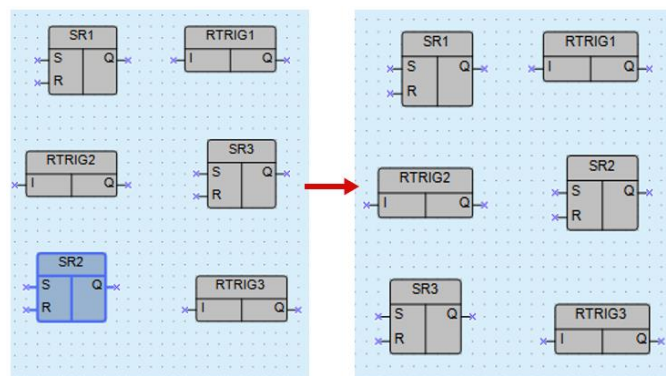 SR1
S Q
R
RTRIG1
I Q
RTRIG2
I Q
SR3
S Q
R
SR2
S Q
R
RTRIG3
I Q
SR1
S Q
R
RTRIG1
I Q
RTRIG2
I Q
SR2
S Q
R
SR3
S Q
R
RTRIG3
I Q